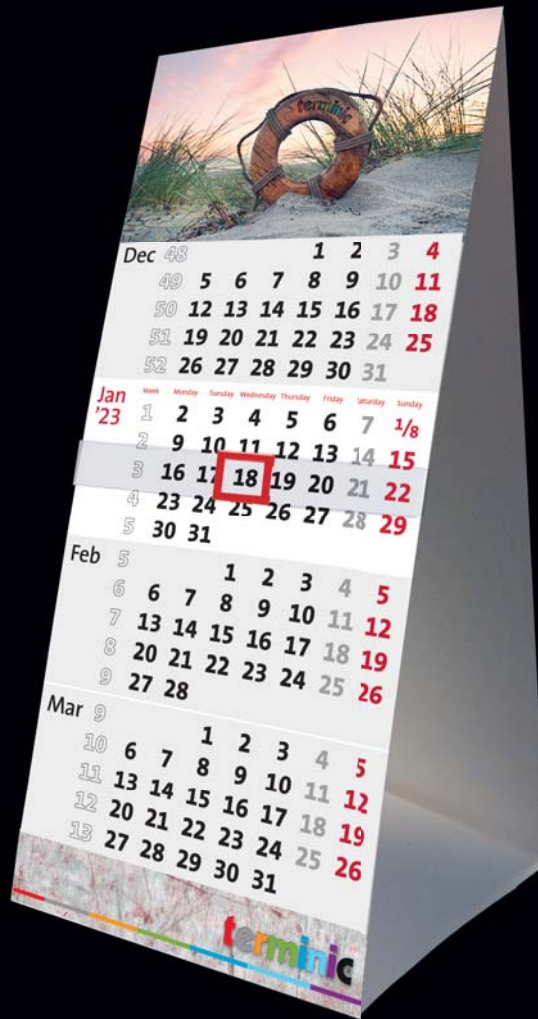 terminic
Dec 48 1 2 3 4
49 5 6 7 8 9 10 11
50 12 13 14 15 16 17 18
51 19 20 21 22 23 24 25
52 26 27 28 29 30 31
Jan Week Monday Tuesday Wednesday Thursday Friday Saturday Sunday
'23 1 2 3 4 5 6 7 1/8
2 9 10 11 12 13 14 15
3 16 17 18 19 20 21 22
4 23 24 25 26 27 28 29
5 30 31
Feb 5 1 2 3 4 5
6 6 7 8 9 10 11 12
7 13 14 15 16 17 18 19
8 20 21 22 23 24 25 26
9 27 28
Mar 9 1 2 3 4 5
10 6 7 8 9 10 11 12
11 13 14 15 16 17 18 19
12 20 21 22 23 24 25 26
13 27 28 29 30 31
terminic